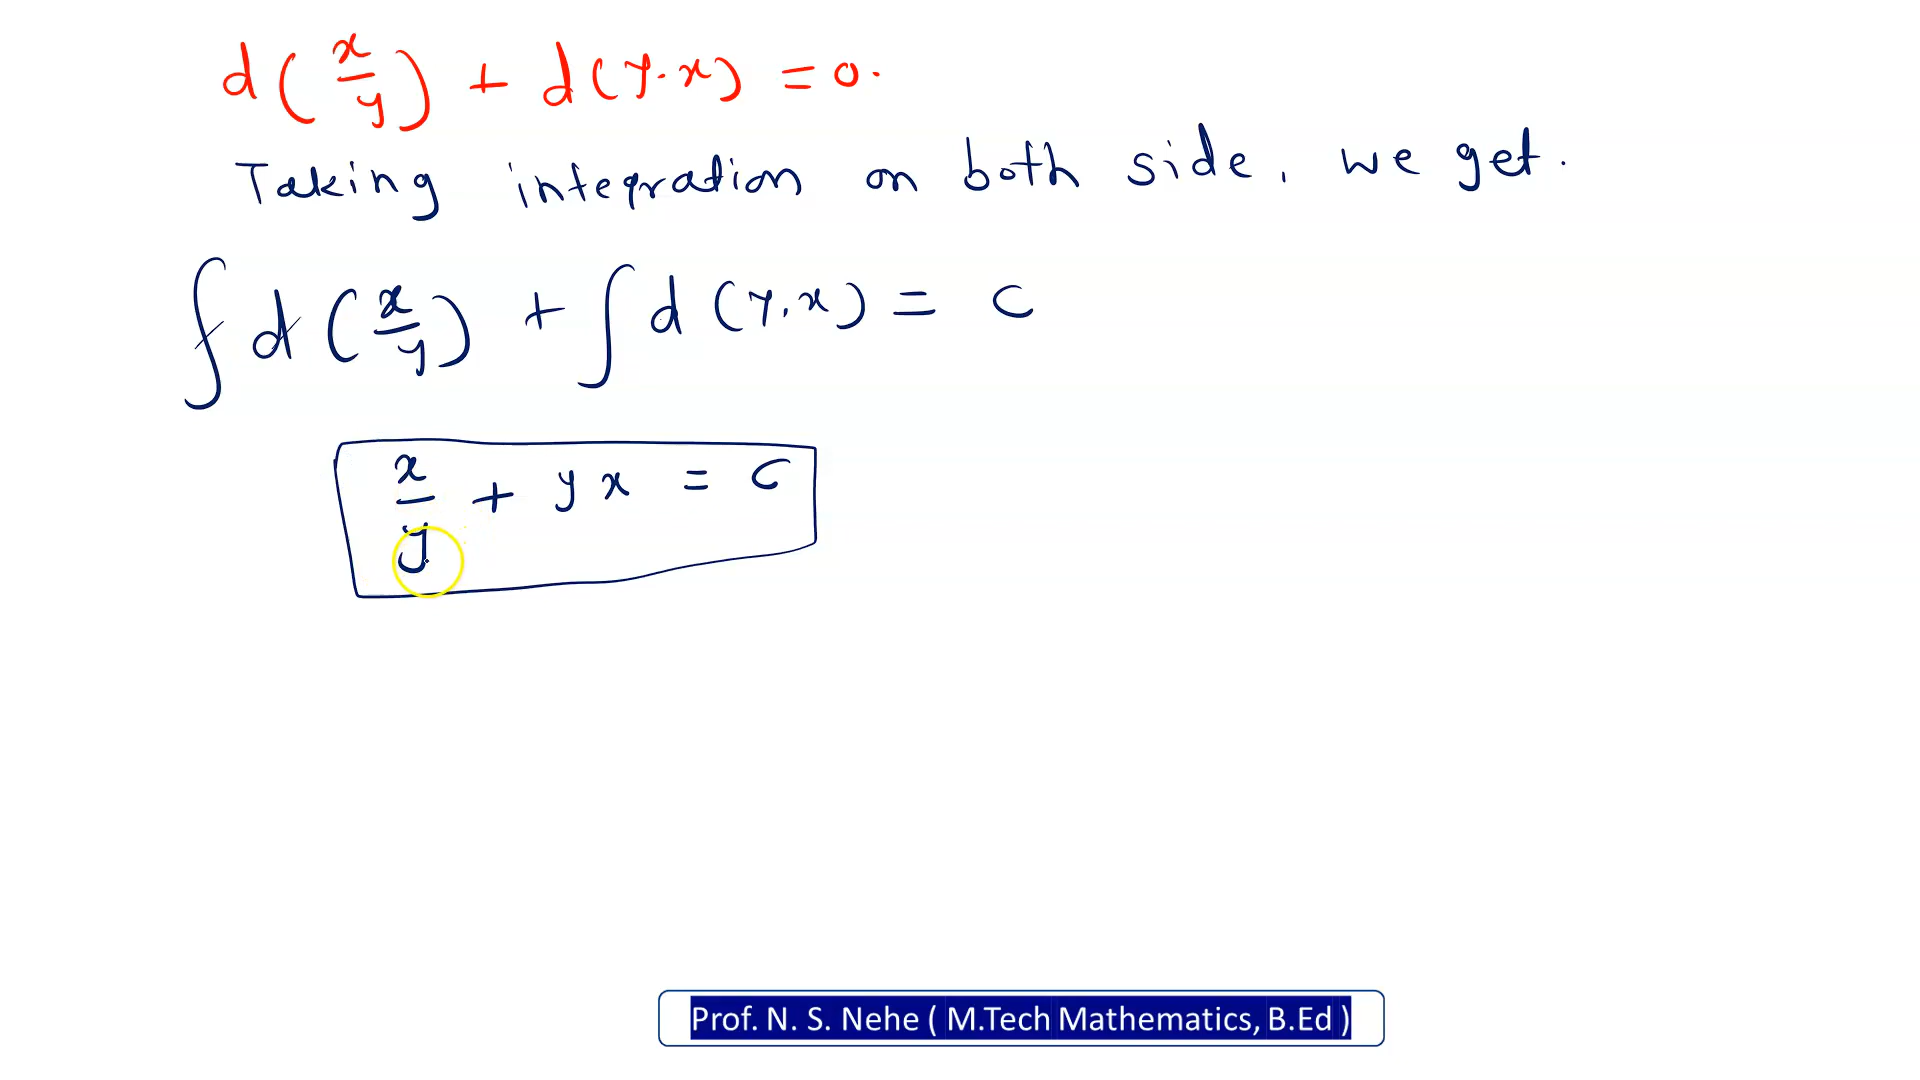 d(x/y) + d(y.x) = 0.
Taking integration on both side, we get.
∫ d(x/y) + ∫ d(y.x) = c
x/y + yx = c
Prof. N. S. Nehe ( M.Tech Mathematics, B.Ed )